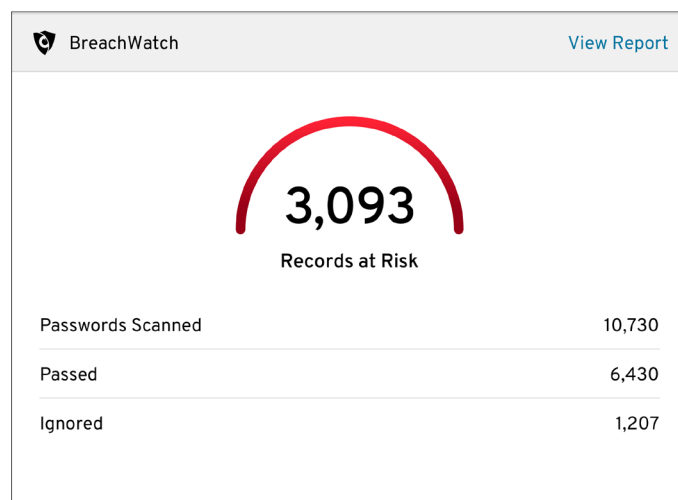 BreachWatch
View Report
3,093
Records at Risk
Passwords Scanned 10,730
Passed 6,430
Ignored 1,207